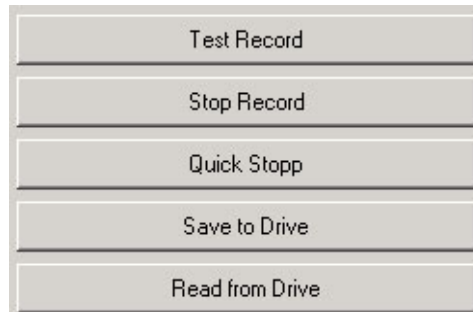 Test Record
Stop Record
Quick Stopp
Save to Drive
Read from Drive